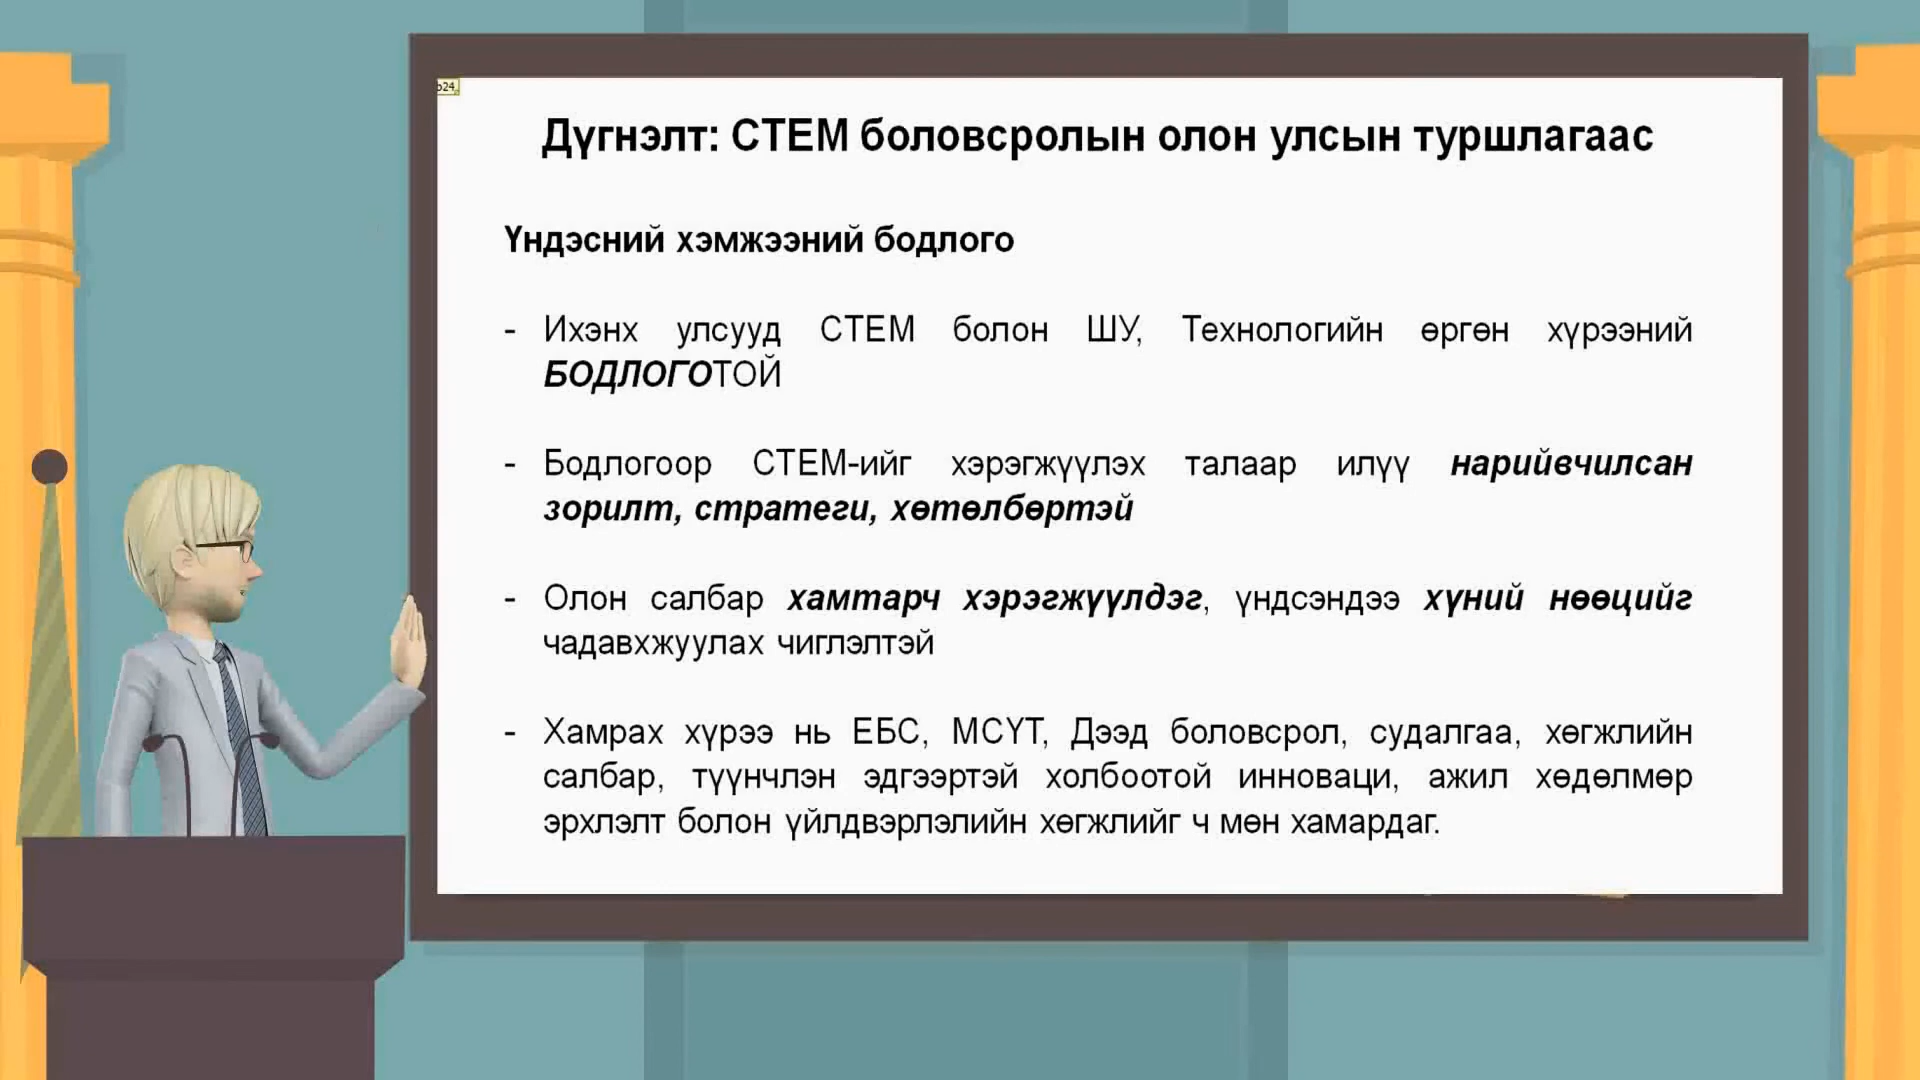 р24
Дүгнэлт: СТЕМ боловсролын олон улсын туршлагаас
Үндэсний хэмжээний бодлого
- Ихэнх улсууд СТЕМ болон ШУ, Технологийн өргөн хүрээний
БОДЛОГОТОЙ
- Бодлогоор СТЕМ-ийг хэрэгжүүлэх талаар илүү нарийвчилсан
зорилт, стратеги, хөтөлбөртэй
- Олон салбар хамтарч хэрэгжүүлдэг, үндсэндээ хүний нөөцийг
чадавхжуулах чиглэлтэй
- Хамрах хүрээ нь ЕБС, МСҮТ, Дээд боловсрол, судалгаа, хөгжлийн
салбар, түүнчлэн эдгээртэй холбоотой инноваци, ажил хөдөлмөр
эрхлэлт болон үйлдвэрлэлийн хөгжлийг ч мөн хамардаг.